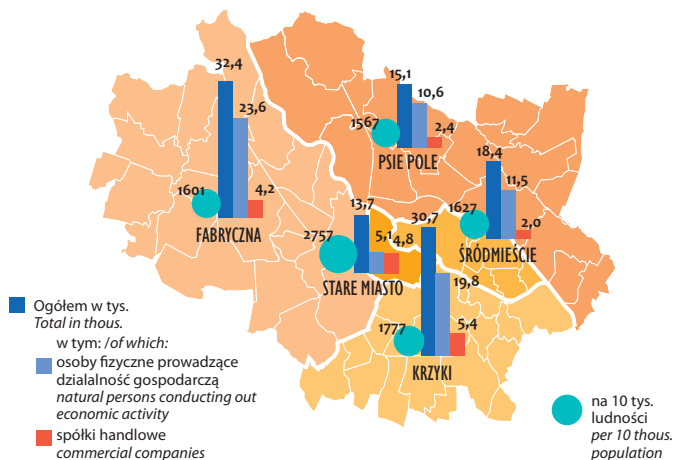 32,4
23,6
1601
4,2
FABRYCZNA
15,1
10,6
1567
2,4
PSIE POLE
18,4
11,5
1627
2,0
ŚRÓDMIEŚCIE
13,7
2757
5,1
4,8
STARE MIASTO
30,7
19,8
1777
5,4
KRZYKI
Ogółem w tys.
Total in thous.
w tym: /of which:
osoby fizyczne prowadzące
dzialalność gospodarczą
natural persons conducting out
economic activity
spółki handlowe
commercial companies
na 10 tys.
ludności
per 10 thous.
population